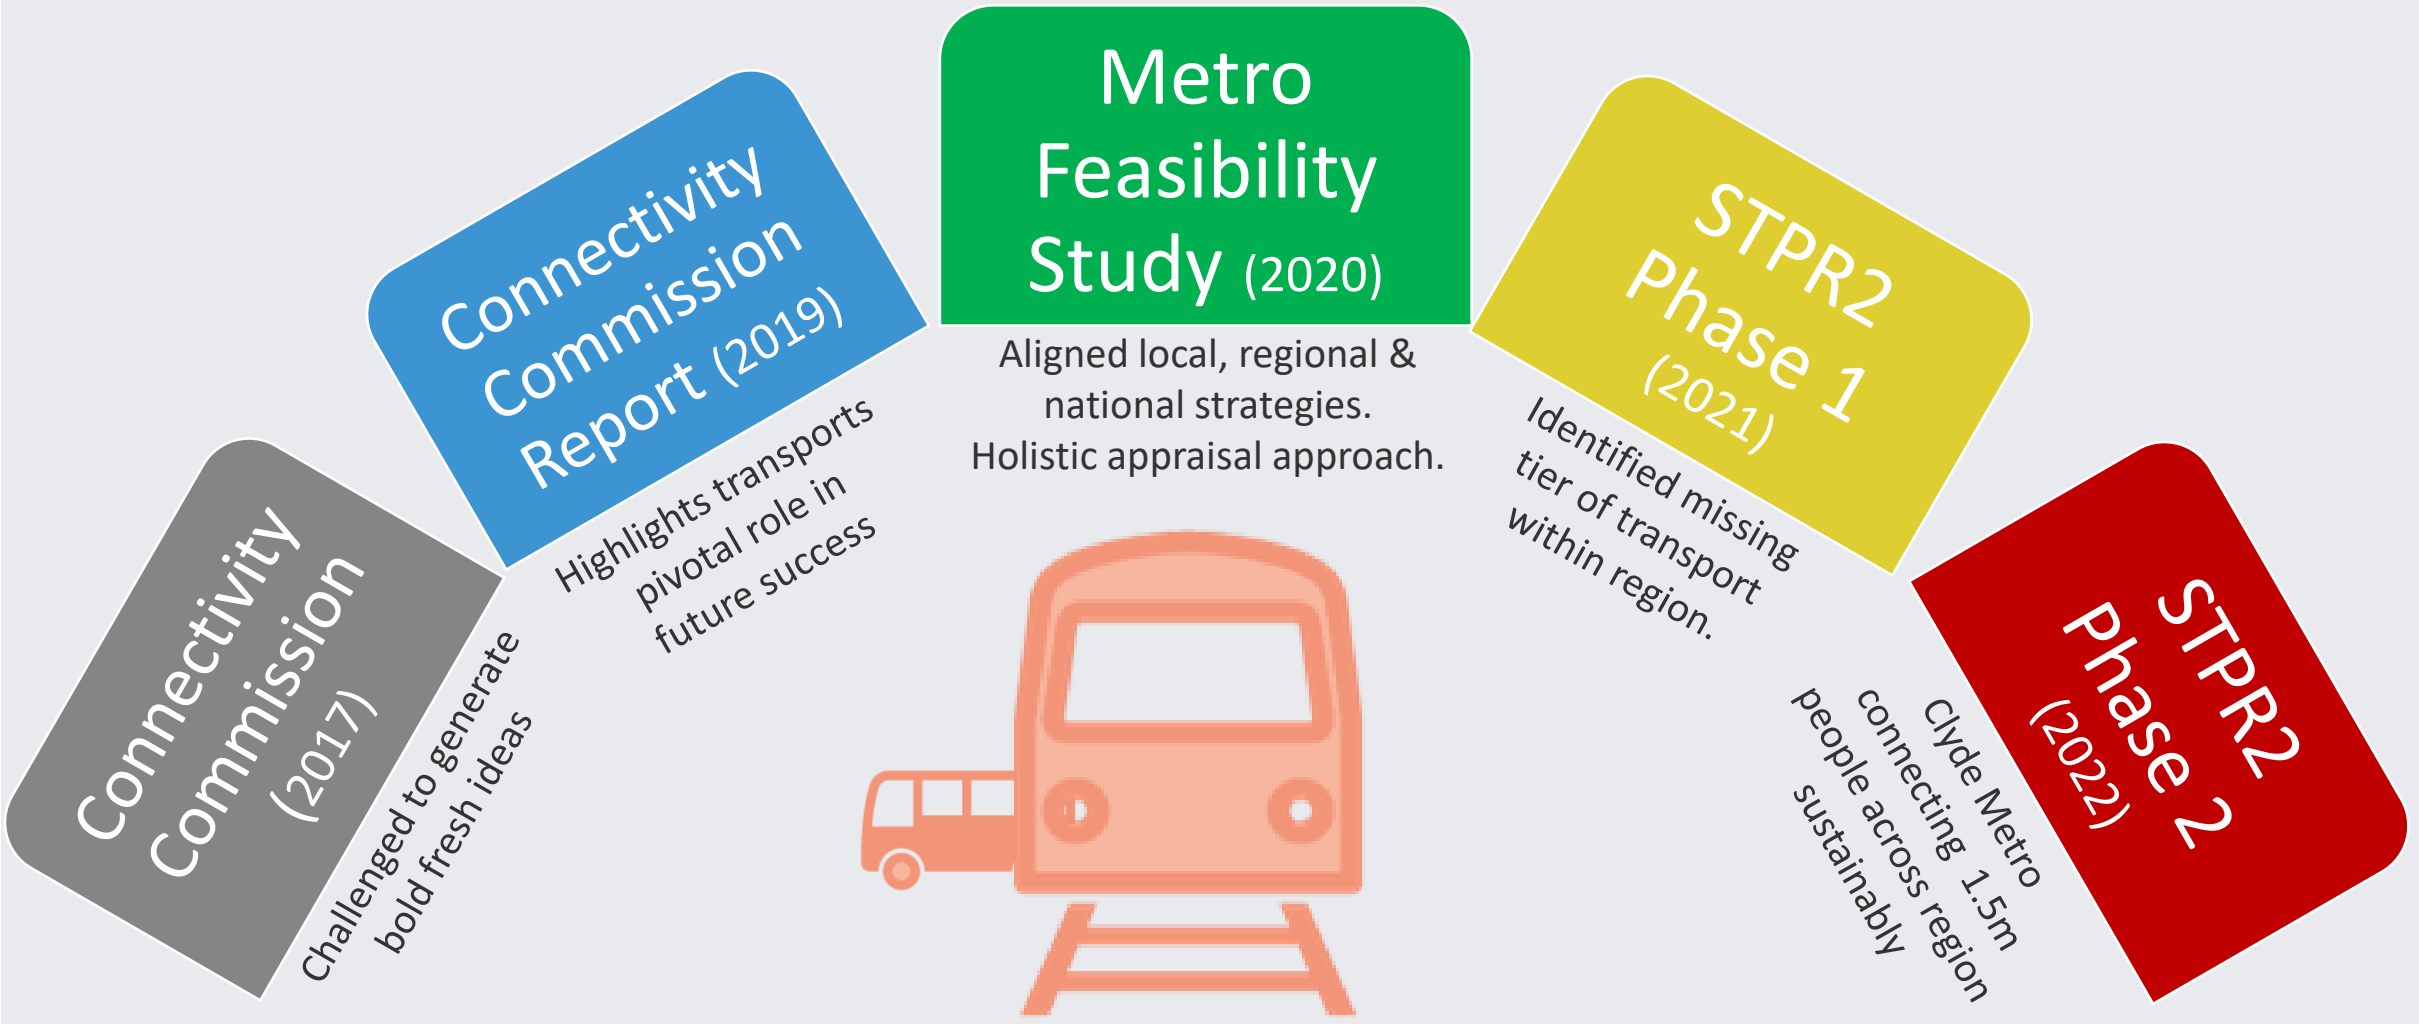 Connectivity
Commission
(2017)
Challenged to generate
bold fresh ideas
Connectivity
Commission
Report (2019)
Highlights transports
pivotal role in
future success
Metro
Feasibility
Study (2020)
Aligned local, regional &
national strategies.
Holistic appraisal approach.
STPR2
Phase 1
(2021)
Identified missing
tier of transport
within region.
STPR2
Phase 2
(2022)
Clyde Metro
connecting 1.5m
people across region
sustainably